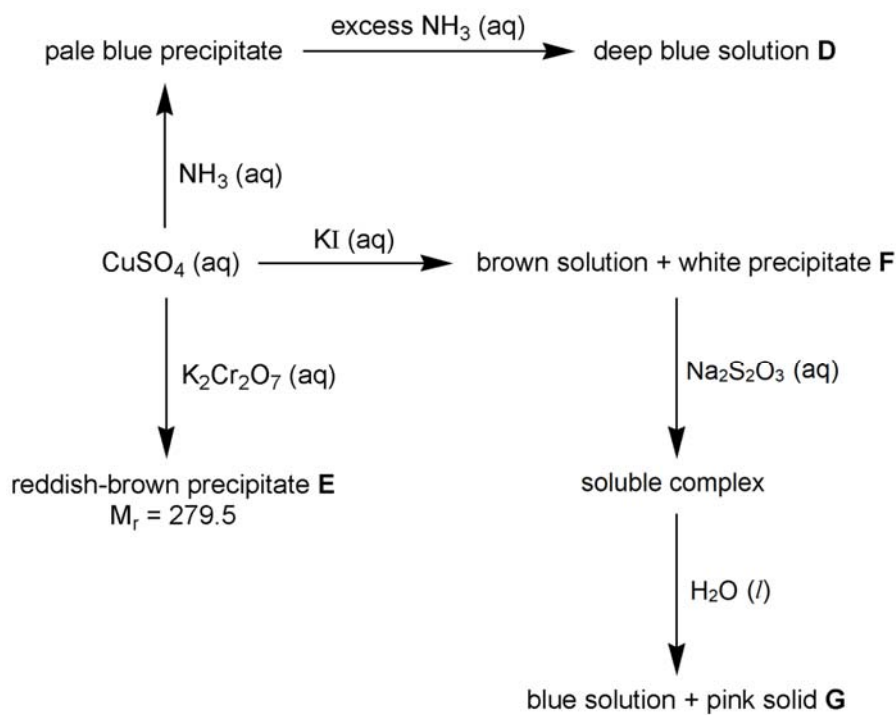 pale blue precipitate
excess NH₃ (aq)
deep blue solution D
NH₃ (aq)
CuSO₄ (aq)
KI (aq)
brown solution + white precipitate F
K₂Cr₂O₇ (aq)
Na₂S₂O₃ (aq)
reddish-brown precipitate E
Mᵣ = 279.5
soluble complex
H₂O (l)
blue solution + pink solid G